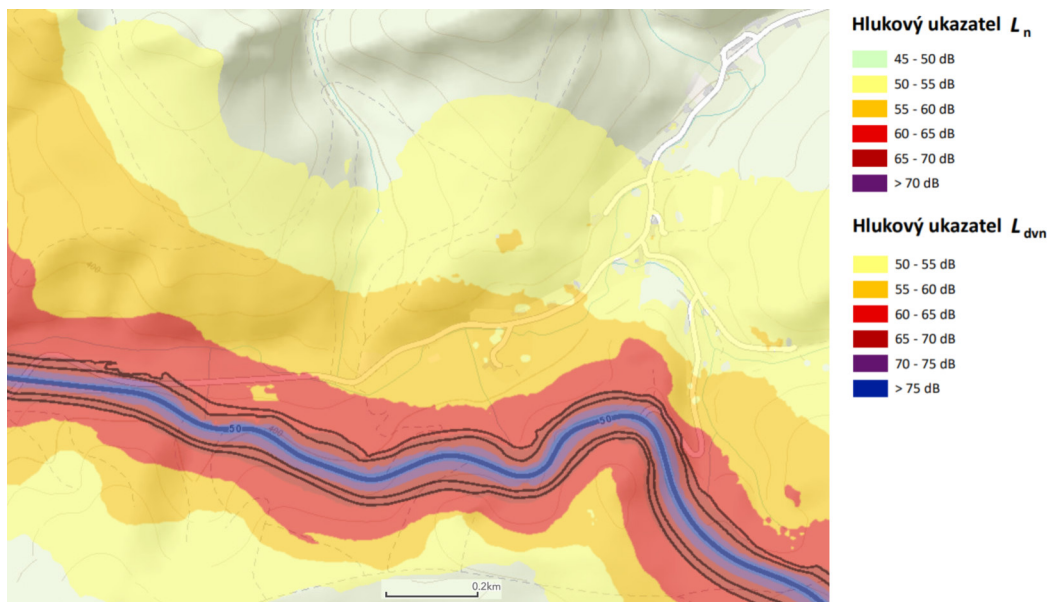 Hlukový ukazatel Ln
45 - 50 dB
50 - 55 dB
55 - 60 dB
60 - 65 dB
65 - 70 dB
> 70 dB
Hlukový ukazatel Ldvn
50 - 55 dB
55 - 60 dB
60 - 65 dB
65 - 70 dB
70 - 75 dB
> 75 dB
50
50
0.2km